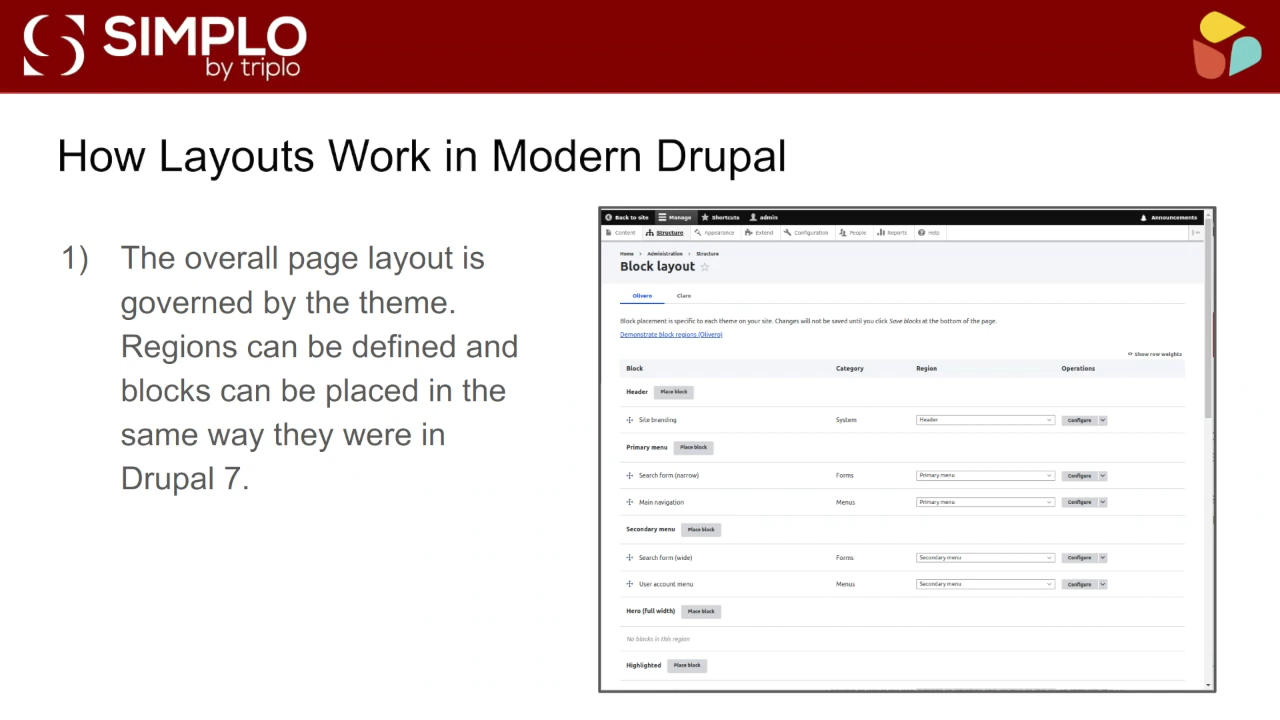 SIMPLO
by triplo
How Layouts Work in Modern Drupal
1) The overall page layout is
governed by the theme.
Regions can be defined and
blocks can be placed in the
same way they were in
Drupal 7.
Back to site Manage Shortcuts admin Announcements
Content Structure Appearance Extend Configuration People Reports Help
Home > Administration > Structure
Block layout
Olivero Claro
Block placement is specific to each theme on your site. Changes will not be saved until you click Save blocks at the bottom of the page.
Demonstrate block regions (Olivero)
Show row weights
Block Category Region Operations
Header Place block
Site branding System Header Configure
Primary menu Place block
Search form (narrow) Forms Primary menu Configure
Main navigation Menus Primary menu Configure
Secondary menu Place block
Search form (wide) Forms Secondary menu Configure
User account menu Menus Secondary menu Configure
Hero (full width) Place block
No blocks in this region
Highlighted Place block